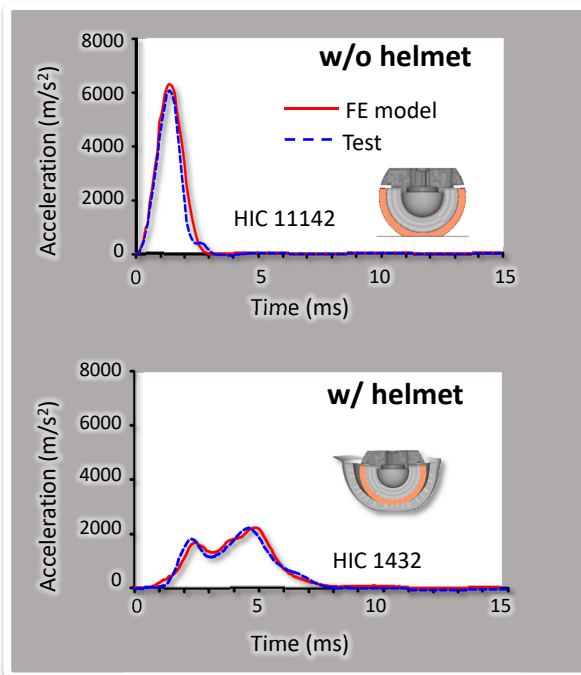 w/o helmet
8000
6000
4000
2000
0
Acceleration (m/s²)
FE model
Test
HIC 11142
0
5
10
15
Time (ms)
w/ helmet
8000
6000
4000
2000
0
Acceleration (m/s²)
HIC 1432
0
5
10
15
Time (ms)